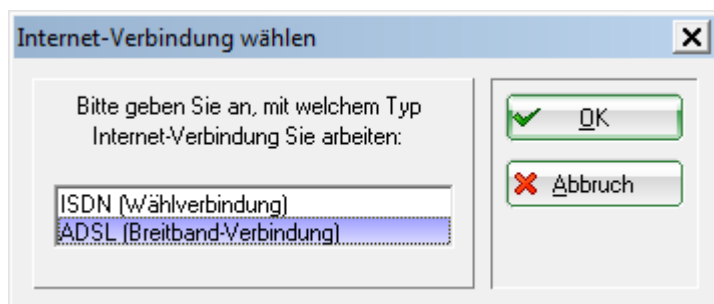 Internet-Verbindung wählen
Bitte geben Sie an, mit welchem Typ
Internet-Verbindung Sie arbeiten:
ISDN (Wählverbindung)
ADSL (Breitband-Verbindung)
OK
Abbruch